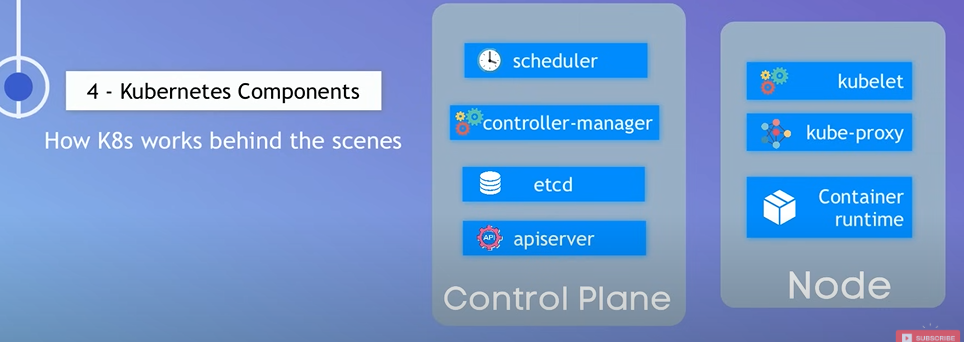 4 - Kubernetes Components
How K8s works behind the scenes
scheduler
controller-manager
etcd
API
apiserver
Control Plane
kubelet
kube-proxy
Container
runtime
Node
SUBSCRIBE